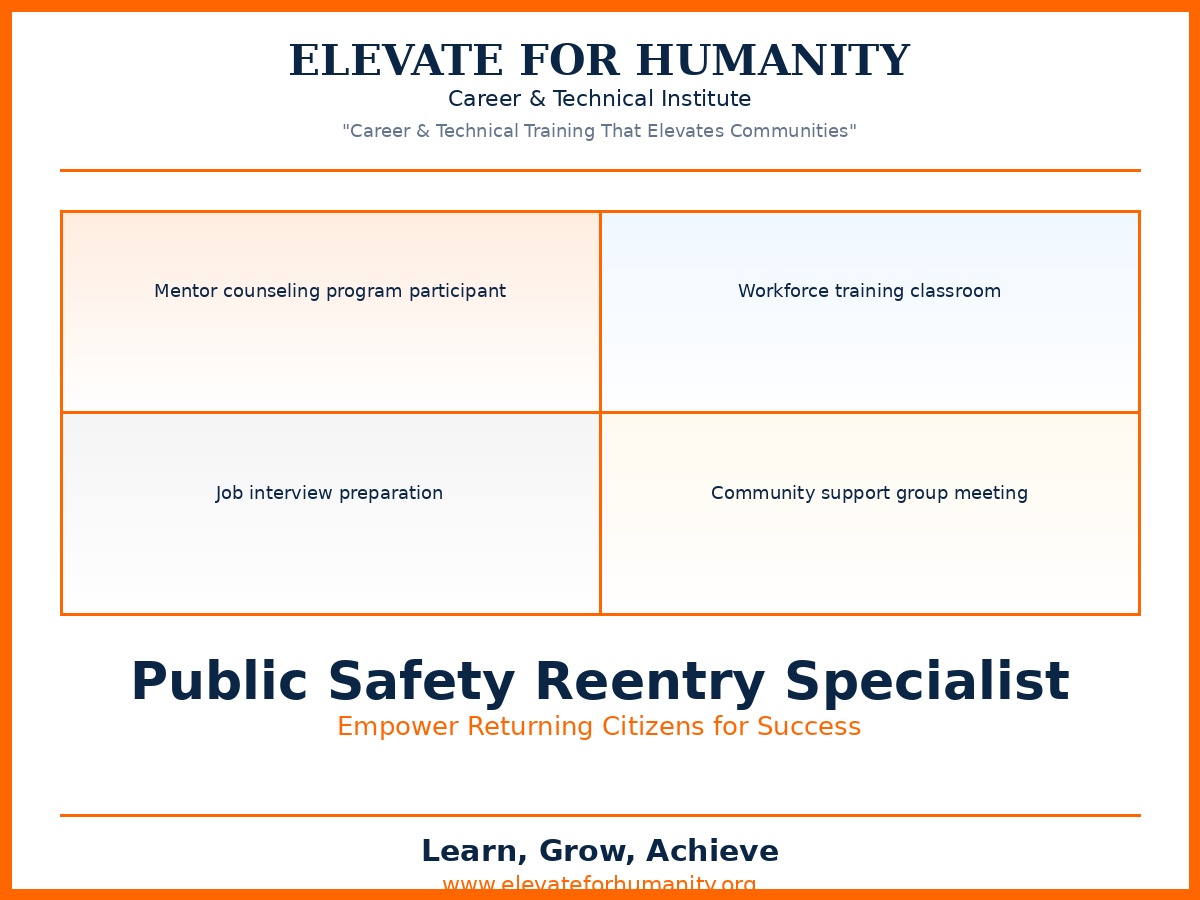 ELEVATE FOR HUMANITY
Career & Technical Institute
"Career & Technical Training That Elevates Communities"
Mentor counseling program participant
Workforce training classroom
Job interview preparation
Community support group meeting
Public Safety Reentry Specialist
Empower Returning Citizens for Success
Learn, Grow, Achieve
www.elevateforhumanity.org